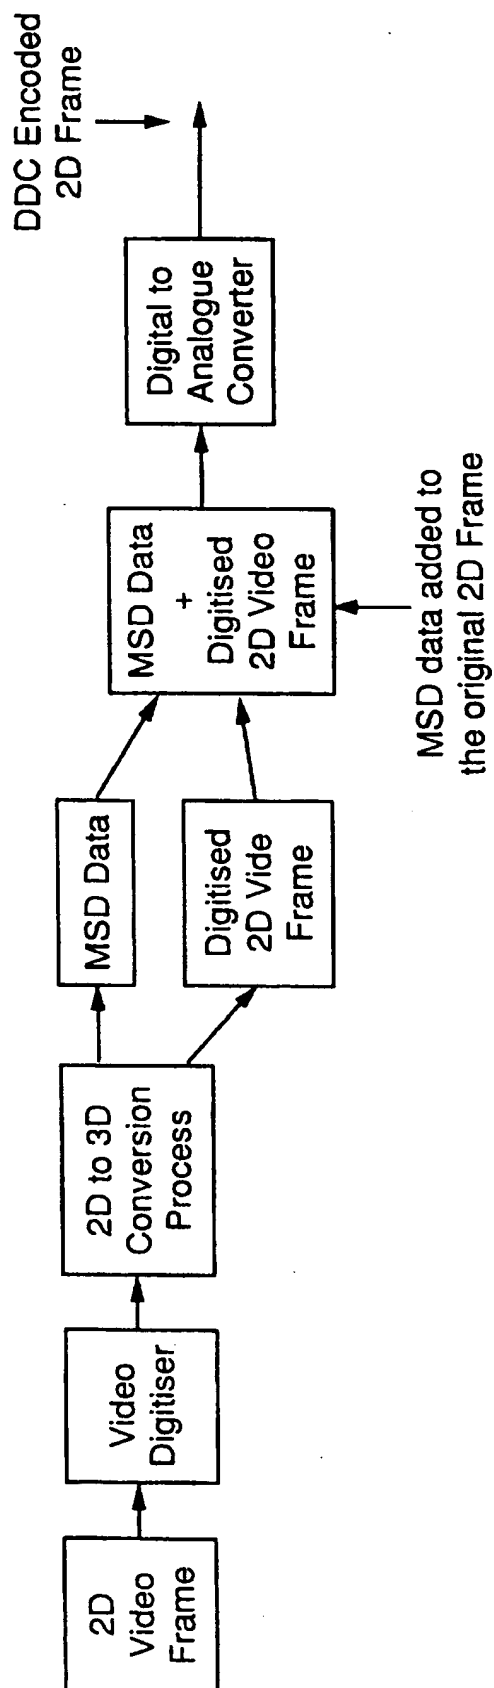 2D
Video
Frame
Video
Digitiser
2D to 3D
Conversion
Process
MSD Data
Digitised
2D Vide
Frame
MSD Data
+
Digitised
2D Video
Frame
MSD data added to
the original 2D Frame
Digital to
Analogue
Converter
DDC Encoded
2D Frame